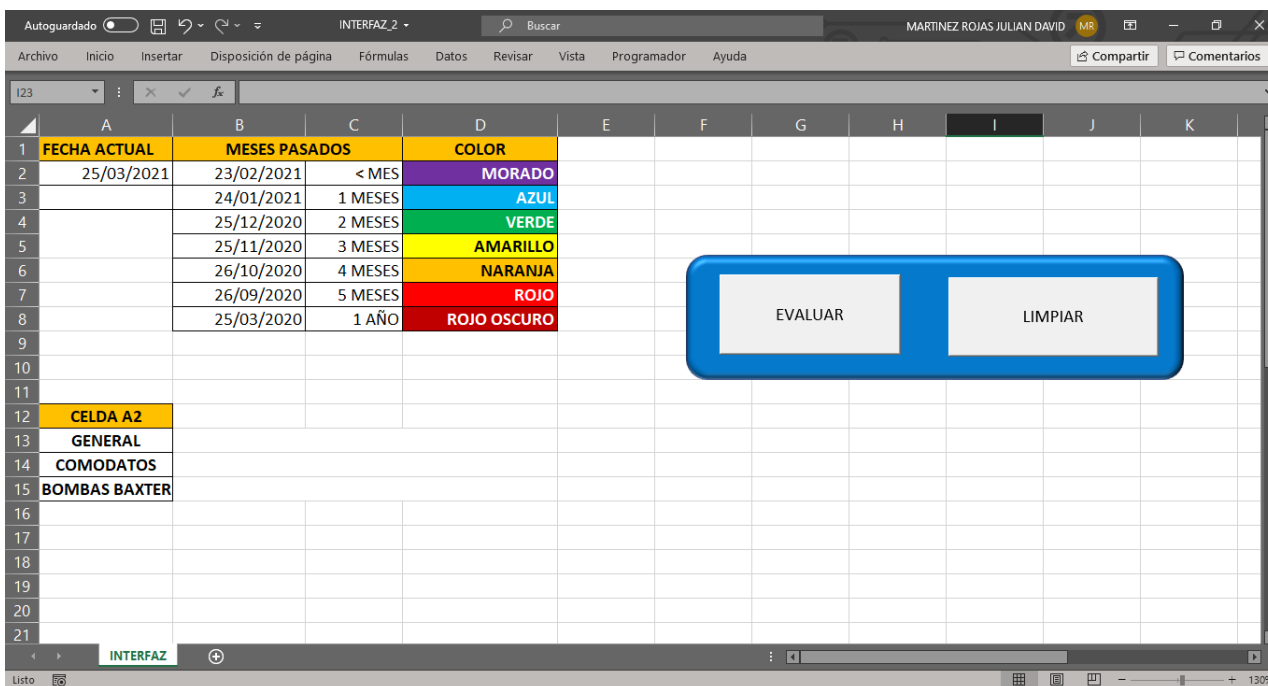 Autoguardado INTERFAZ_2 Buscar MARTINEZ ROJAS JULIAN DAVID MR
Archivo Inicio Insertar Disposición de página Fórmulas Datos Revisar Vista Programador Ayuda Compartir Comentarios
I23 fx
A B C D E F G H I J K
1 FECHA ACTUAL MESES PASADOS COLOR
2 25/03/2021 23/02/2021 < MES MORADO
3 24/01/2021 1 MESES AZUL
4 25/12/2020 2 MESES VERDE
5 25/11/2020 3 MESES AMARILLO
6 26/10/2020 4 MESES NARANJA
7 26/09/2020 5 MESES ROJO
8 25/03/2020 1 AÑO ROJO OSCURO
EVALUAR LIMPIAR
9
10
11
12 CELDA A2
13 GENERAL
14 COMODATOS
15 BOMBAS BAXTER
16
17
18
19
20
21
INTERFAZ
Listo 130%